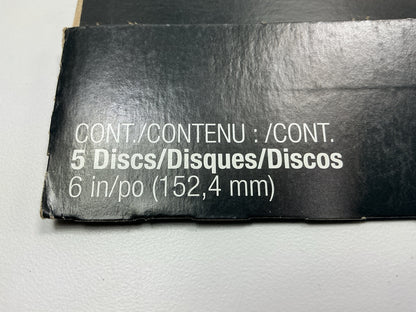 CONT./CONTENU : /CONT.
5 Discs/Disques/Discos
6 in/po (152,4 mm)